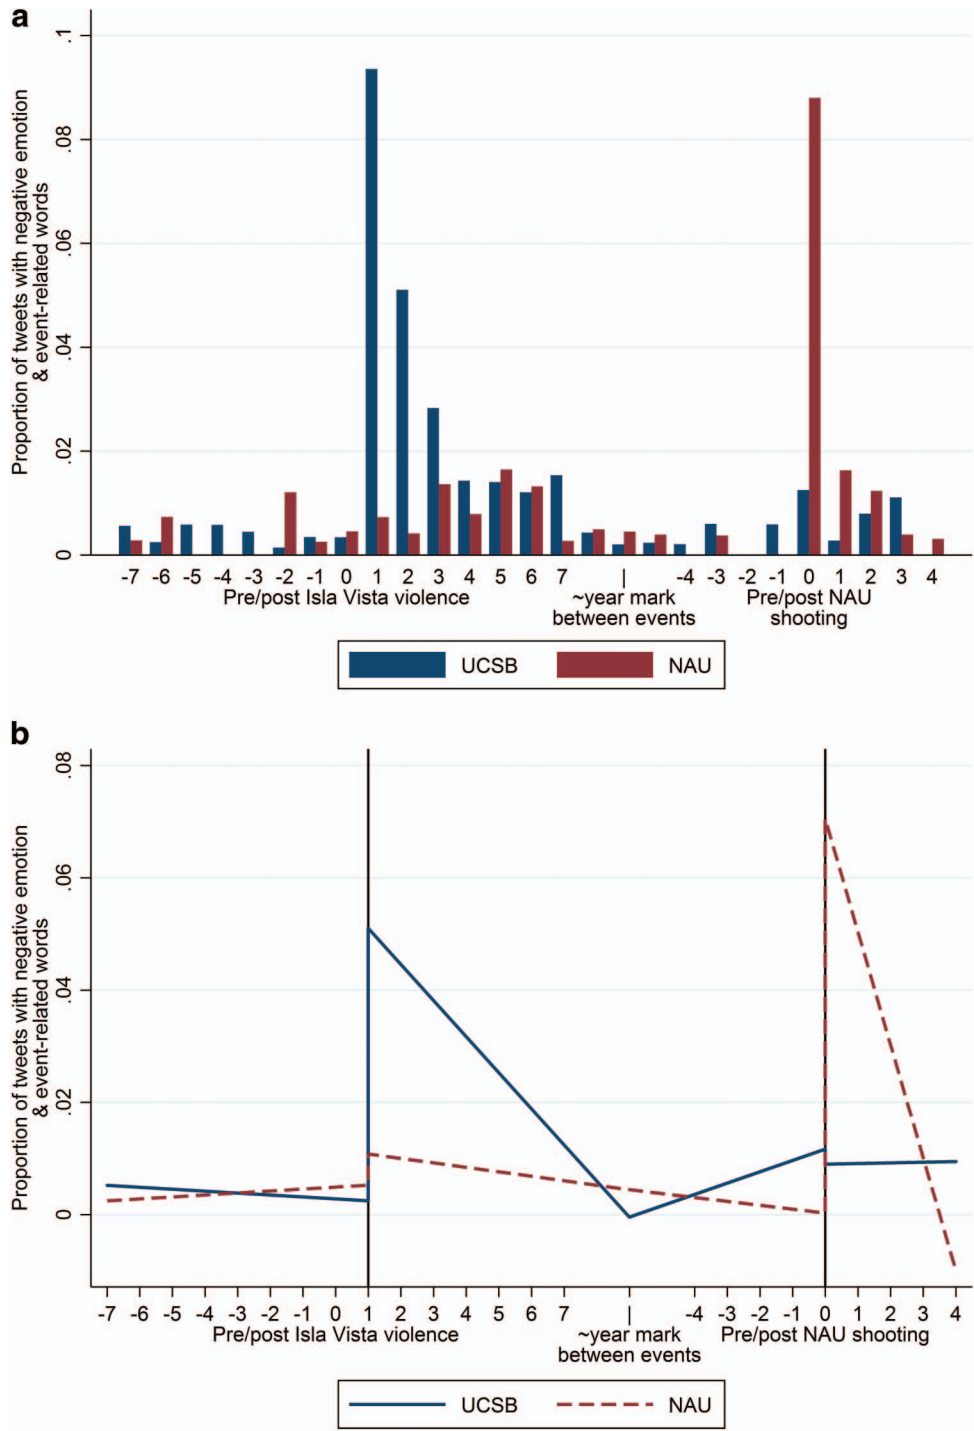 a
Proportion of tweets with negative emotion
& event-related words
.1
.08
.06
.04
.02
0
-7 -6 -5 -4 -3 -2 -1 0 1 2 3 4 5 6 7 | -4 -3 -2 -1 0 1 2 3 4
Pre/post Isla Vista violence
~year mark
between events
Pre/post NAU
shooting
UCSB NAU
b
Proportion of tweets with negative emotion
& event-related words
.08
.06
.04
.02
0
-7 -6 -5 -4 -3 -2 -1 0 1 2 3 4 5 6 7 | -4 -3 -2 -1 0 1 2 3 4
Pre/post Isla Vista violence
~year mark
between events
Pre/post NAU shooting
UCSB NAU